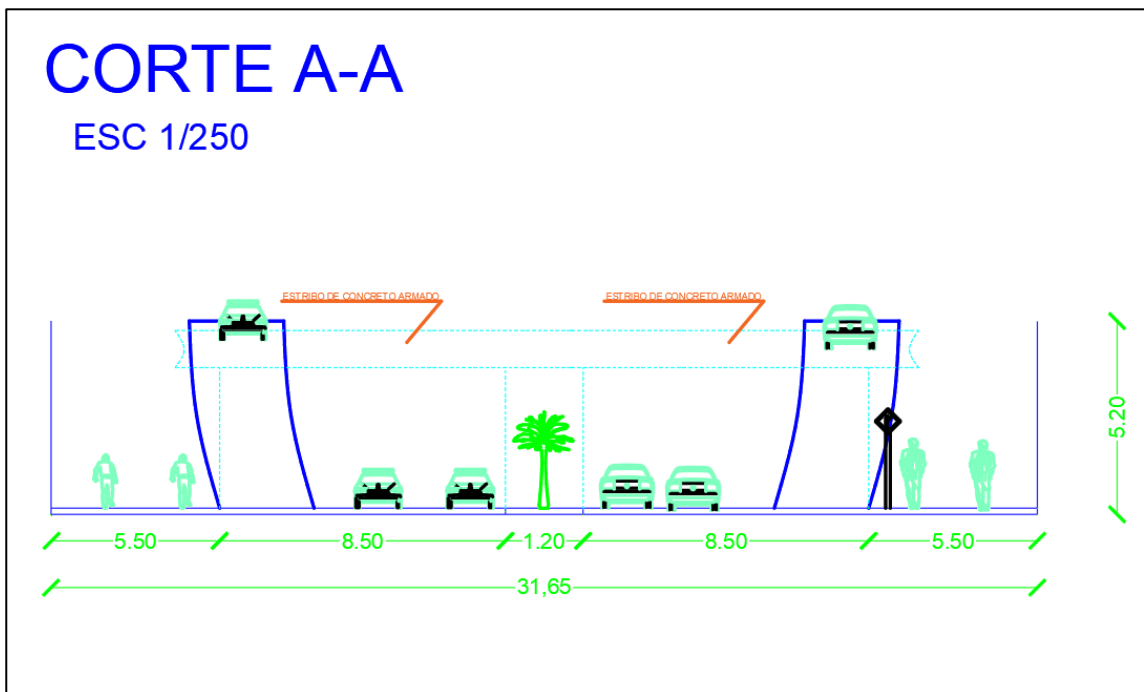 CORTE A-A
ESC 1/250
ESTRIBO DE CONCRETO ARMADO
ESTRIBO DE CONCRETO ARMADO
5.20
5.50
8.50
1.20
8.50
5.50
31,65